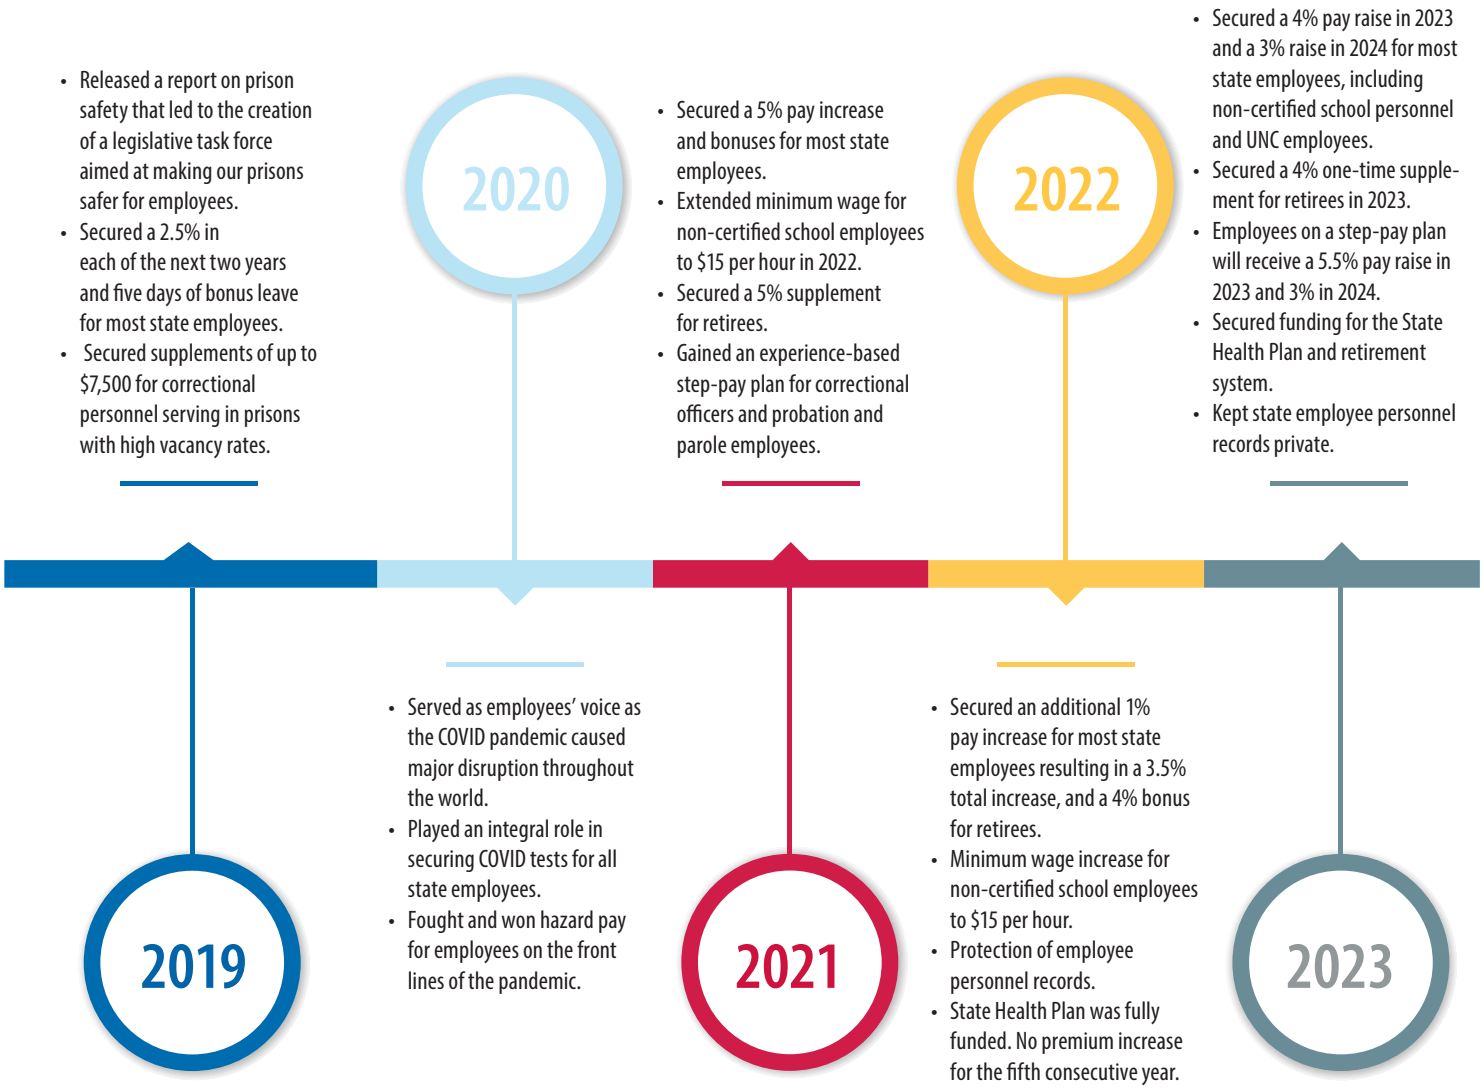 2019
• Released a report on prison
safety that led to the creation
of a legislative task force
aimed at making our prisons
safer for employees.
• Secured a 2.5% in
each of the next two years
and five days of bonus leave
for most state employees.
• Secured supplements of up to
$7,500 for correctional
personnel serving in prisons
with high vacancy rates.
2020
• Served as employees’ voice as
the COVID pandemic caused
major disruption throughout
the world.
• Played an integral role in
securing COVID tests for all
state employees.
• Fought and won hazard pay
for employees on the front
lines of the pandemic.
2021
• Secured a 5% pay increase
and bonuses for most state
employees.
• Extended minimum wage for
non-certified school employees
to $15 per hour in 2022.
• Secured a 5% supplement
for retirees.
• Gained an experience-based
step-pay plan for correctional
officers and probation and
parole employees.
2022
• Secured an additional 1%
pay increase for most state
employees resulting in a 3.5%
total increase, and a 4% bonus
for retirees.
• Minimum wage increase for
non-certified school employees
to $15 per hour.
• Protection of employee
personnel records.
• State Health Plan was fully
funded. No premium increase
for the fifth consecutive year.
2023
• Secured a 4% pay raise in 2023
and a 3% raise in 2024 for most
state employees, including
non-certified school personnel
and UNC employees.
• Secured a 4% one-time supple-
ment for retirees in 2023.
• Employees on a step-pay plan
will receive a 5.5% pay raise in
2023 and 3% in 2024.
• Secured funding for the State
Health Plan and retirement
system.
• Kept state employee personnel
records private.